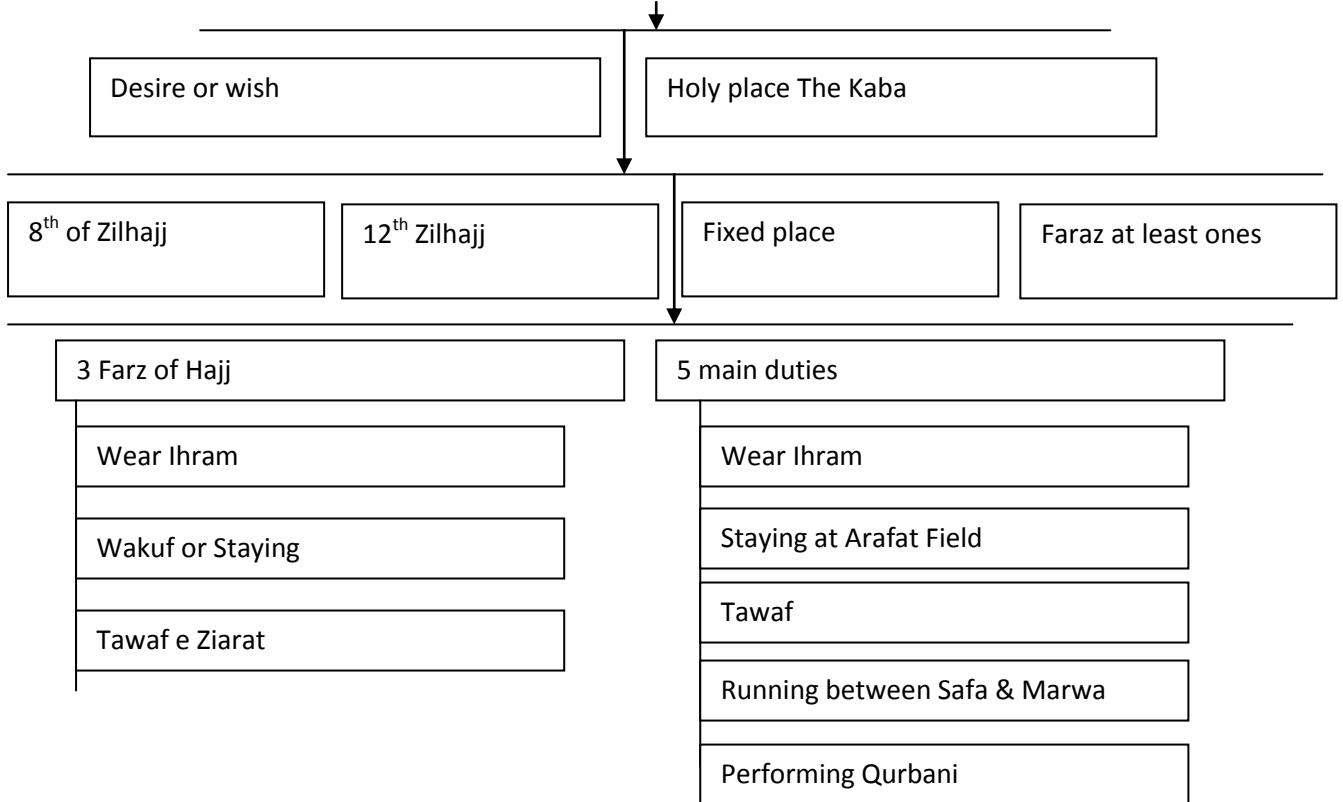 Desire or wish
Holy place The Kaba
8th of Zilhajj
12th Zilhajj
Fixed place
Faraz at least ones
3 Farz of Hajj
Wear Ihram
Wakuf or Staying
Tawaf e Ziarat
5 main duties
Wear Ihram
Staying at Arafat Field
Tawaf
Running between Safa & Marwa
Performing Qurbani